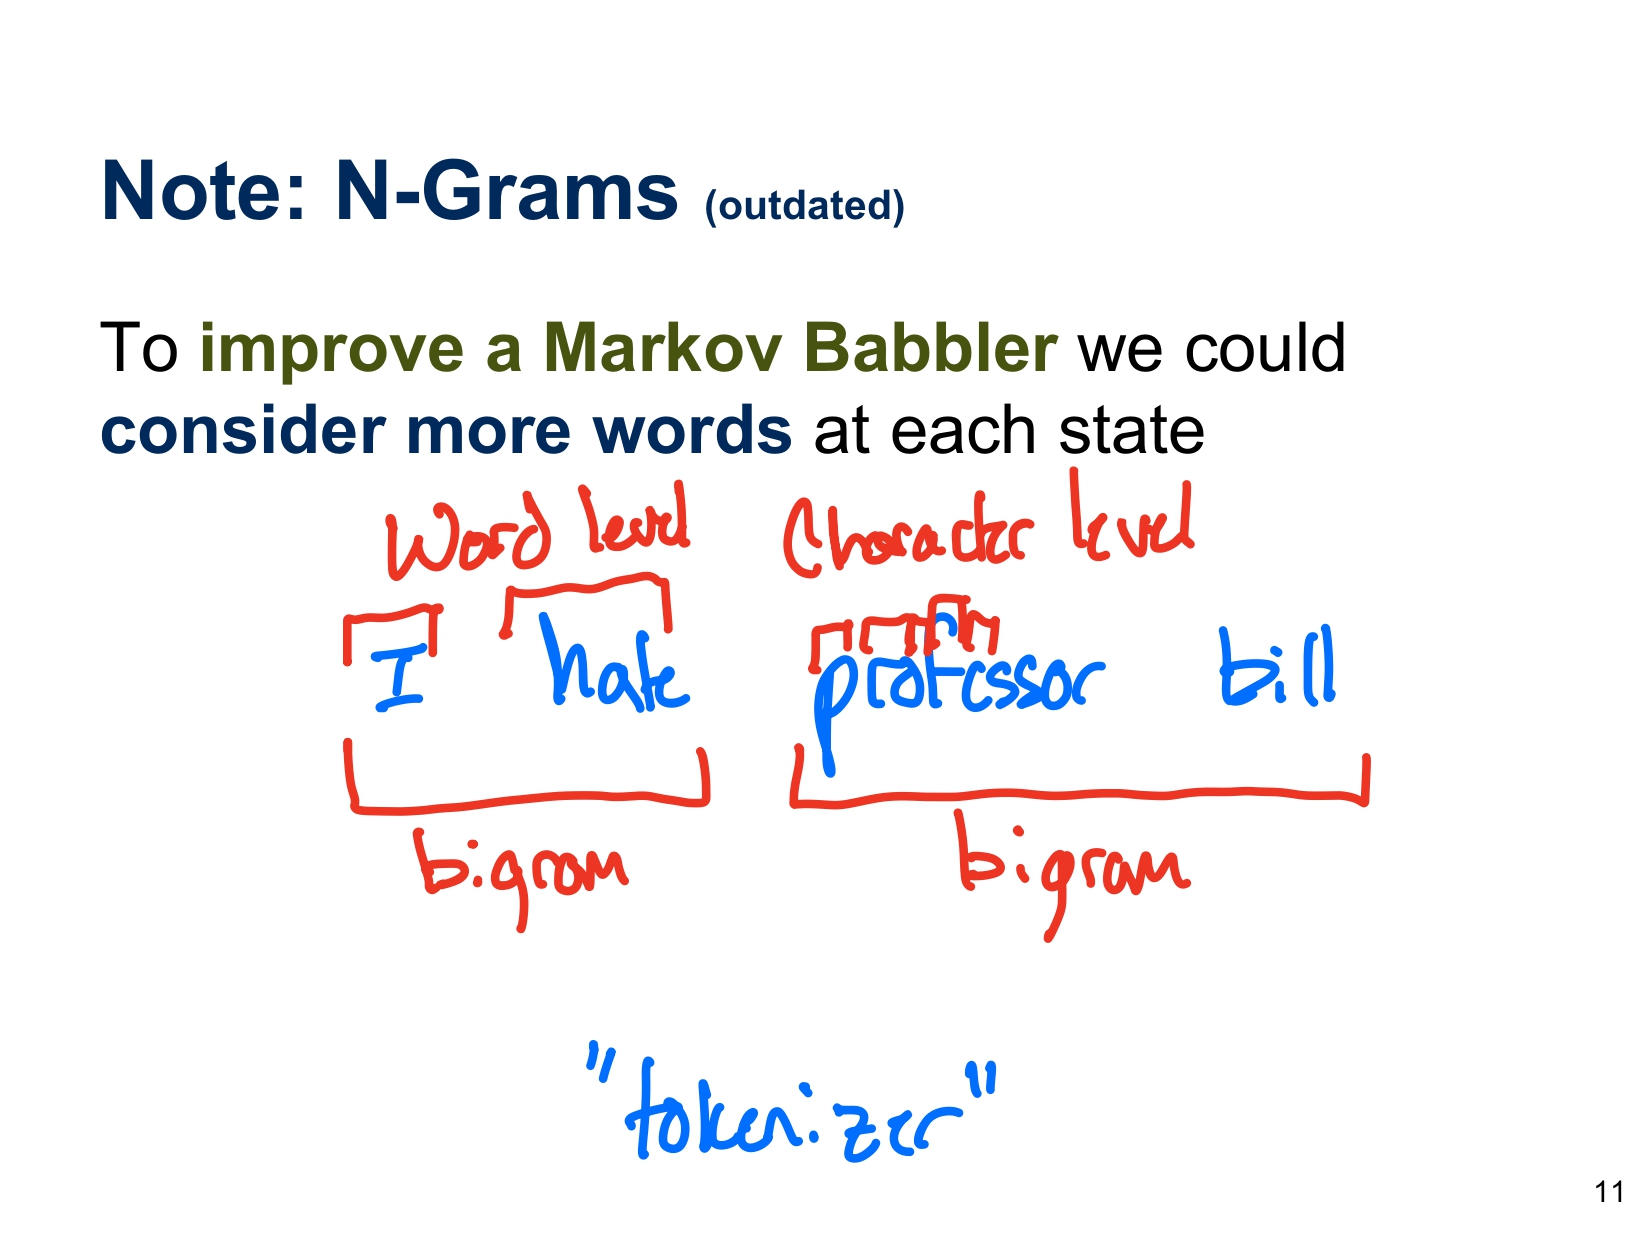 Note: N-Grams (outdated)
To improve a Markov Babbler we could
consider more words at each state
Word level Character level
I hate professor bill
bigram bigram
"tokenizer"
11